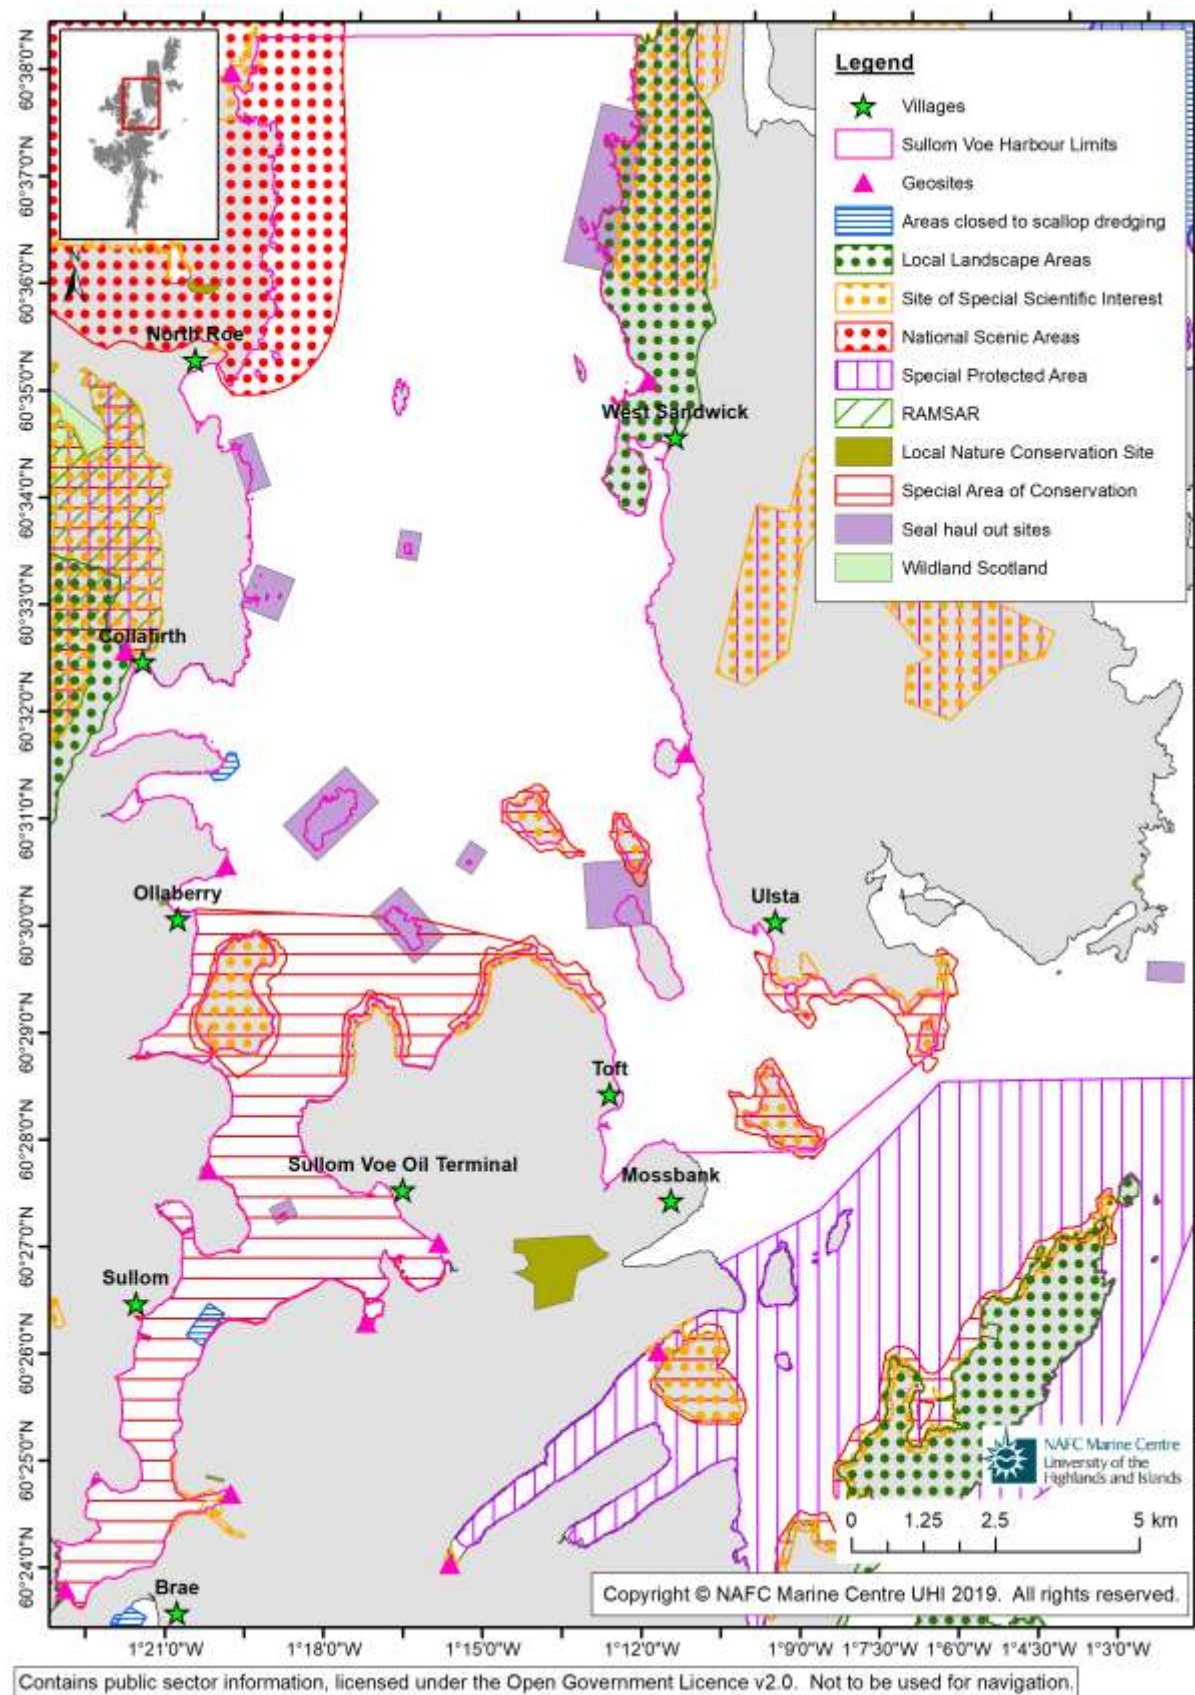 Legend
Villages
Sullom Voe Harbour Limits
Geosites
Areas closed to scallop dredging
Local Landscape Areas
Site of Special Scientific Interest
National Scenic Areas
Special Protected Area
RAMSAR
Local Nature Conservation Site
Special Area of Conservation
Seal haul out sites
Wildland Scotland
60°38'0"N
60°37'0"N
60°36'0"N
60°35'0"N
60°34'0"N
60°33'0"N
60°32'0"N
60°31'0"N
60°30'0"N
60°29'0"N
60°28'0"N
60°27'0"N
60°26'0"N
60°25'0"N
60°24'0"N
North Roe
West Sandwick
Collafirth
Ollaberry
Ulsta
Toft
Sullom Voe Oil Terminal
Mossbank
Sullom
Brae
NAFC Marine Centre
University of the
Highlands and Islands
0 1.25 2.5 5 km
Copyright © NAFC Marine Centre UHI 2019. All rights reserved.
1°21'0"W 1°18'0"W 1°15'0"W 1°12'0"W 1°9'0"W 1°7'30"W 1°6'0"W 1°4'30"W 1°3'0"W
Contains public sector information, licensed under the Open Government Licence v2.0. Not to be used for navigation.